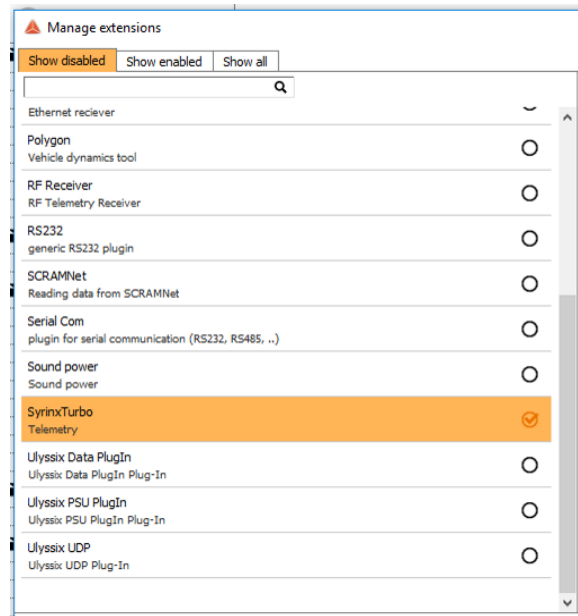 Manage extensions
Show disabled Show enabled Show all
Ethernet reciever
Polygon
Vehicle dynamics tool
RF Receiver
RF Telemetry Receiver
RS232
generic RS232 plugin
SCRAMNet
Reading data from SCRAMNet
Serial Com
plugin for serial communication (RS232, RS485, ..)
Sound power
Sound power
SyrinxTurbo
Telemetry
Ulyssix Data PlugIn
Ulyssix Data PlugIn Plug-In
Ulyssix PSU PlugIn
Ulyssix PSU PlugIn Plug-In
Ulyssix UDP
Ulyssix UDP Plug-In